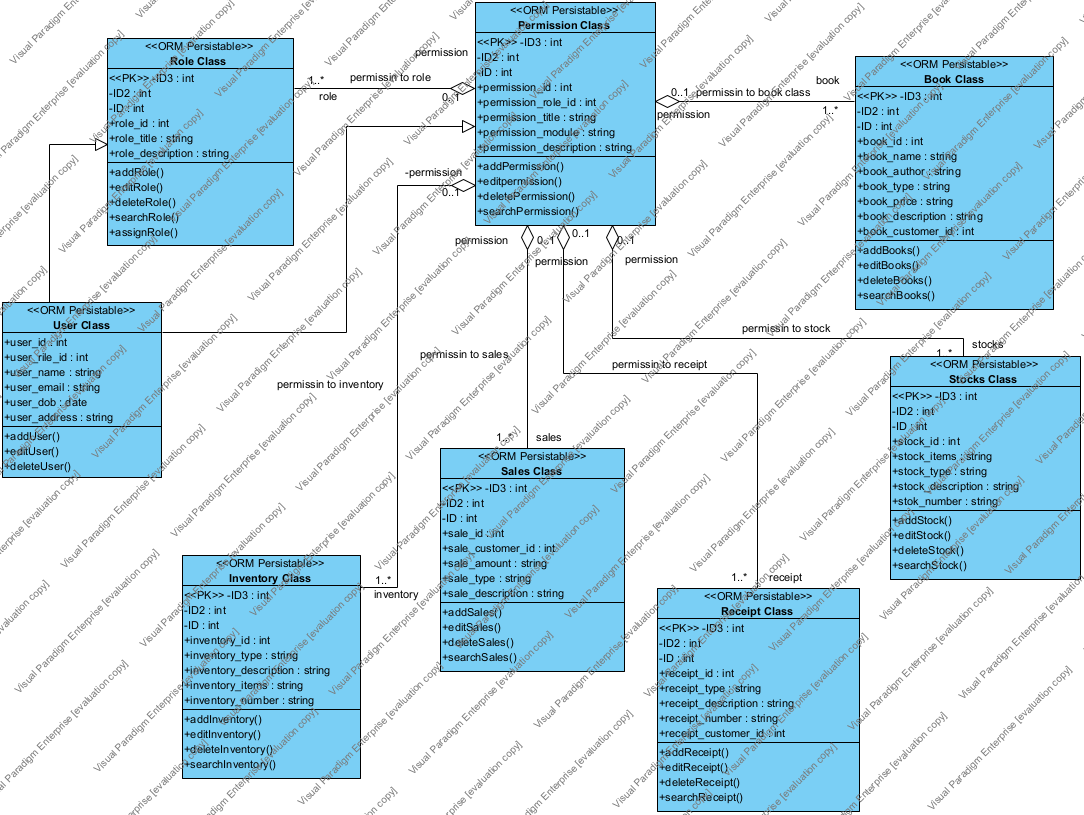 <<ORM Persistable>>
Role Class
<<PK>> -ID3 : int
-ID2 : int
-ID : int
+role_id : int
+role_title : string
+role_description : string
+addRole()
+editRole()
+deleteRole()
+searchRole()
+assignRole()
<<ORM Persistable>>
Permission Class
<<PK>> -ID3 : int
-ID2 : int
-ID : int
+permission_id : int
+permission_role_id : int
+permission_title : string
+permission_module : string
+permission_description : string
+addPermission()
+editpermission()
+deletePermission()
+searchPermission()
<<ORM Persistable>>
Book Class
<<PK>> -ID3 : int
-ID2 : int
-ID : int
+book_id : int
+book_name : string
+book_author : string
+book_type : string
+book_price : string
+book_description : string
+book_customer_id : int
+addBooks()
+editBooks()
+deleteBooks()
+searchBooks()
permission
1..*
permissin to role
role
0..1
0..1
permissin to book class
permission
book
1..*
-permission
0..1
permission
0..1
0..1
permission
0..1
permission
<<ORM Persistable>>
User Class
+user_id : int
+user_rile_id : int
+user_name : string
+user_email : string
+user_dob : date
+user_address : string
+addUser()
+editUser()
+deleteUser()
permissin to stock
stocks
1..*
permissin to sales
permissin to receipt
permissin to inventory
<<ORM Persistable>>
Stocks Class
<<PK>> -ID3 : int
-ID2 : int
-ID : int
+stock_id : int
+stock_items : string
+stock_type : string
+stock_description : string
+stok_number : string
+addStock()
+editStock()
+deleteStock()
+searchStock()
1..*
sales
<<ORM Persistable>>
Sales Class
<<PK>> -ID3 : int
-ID2 : int
-ID : int
+sale_id : int
+sale_customer_id : int
+sale_amount : string
+sale_type : string
+sale_description : string
+addSales()
+editSales()
+deleteSales()
+searchSales()
<<ORM Persistable>>
Inventory Class
<<PK>> -ID3 : int
-ID2 : int
-ID : int
+inventory_id : int
+inventory_type : string
+inventory_description : string
+inventory_items : string
+inventory_number : string
+addInventory()
+editInventory()
+deleteInventory()
+searchInventory()
1..*
inventory
1..*
receipt
<<ORM Persistable>>
Receipt Class
<<PK>> -ID3 : int
-ID2 : int
-ID : int
+receipt_id : int
+receipt_type : string
+receipt_description : string
+receipt_number : string
+receipt_customer_id : int
+addReceipt()
+editReceipt()
+deleteReceipt()
+searchReceipt()
Visual Paradigm Enterprise [evaluation copy]